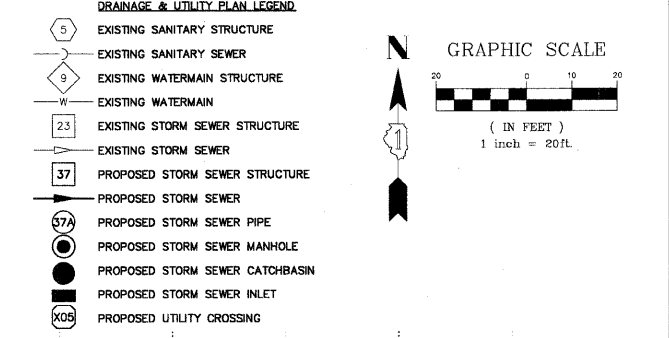 DRAINAGE & UTILITY PLAN LEGEND
5 EXISTING SANITARY STRUCTURE
EXISTING SANITARY SEWER
9 EXISTING WATERMAIN STRUCTURE
W EXISTING WATERMAIN
23 EXISTING STORM SEWER STRUCTURE
EXISTING STORM SEWER
37 PROPOSED STORM SEWER STRUCTURE
PROPOSED STORM SEWER
37A PROPOSED STORM SEWER PIPE
PROPOSED STORM SEWER MANHOLE
PROPOSED STORM SEWER CATCHBASIN
PROPOSED STORM SEWER INLET
X05 PROPOSED UTILITY CROSSING
N
1
GRAPHIC SCALE
20 0 10 20
( IN FEET )
1 inch = 20ft.